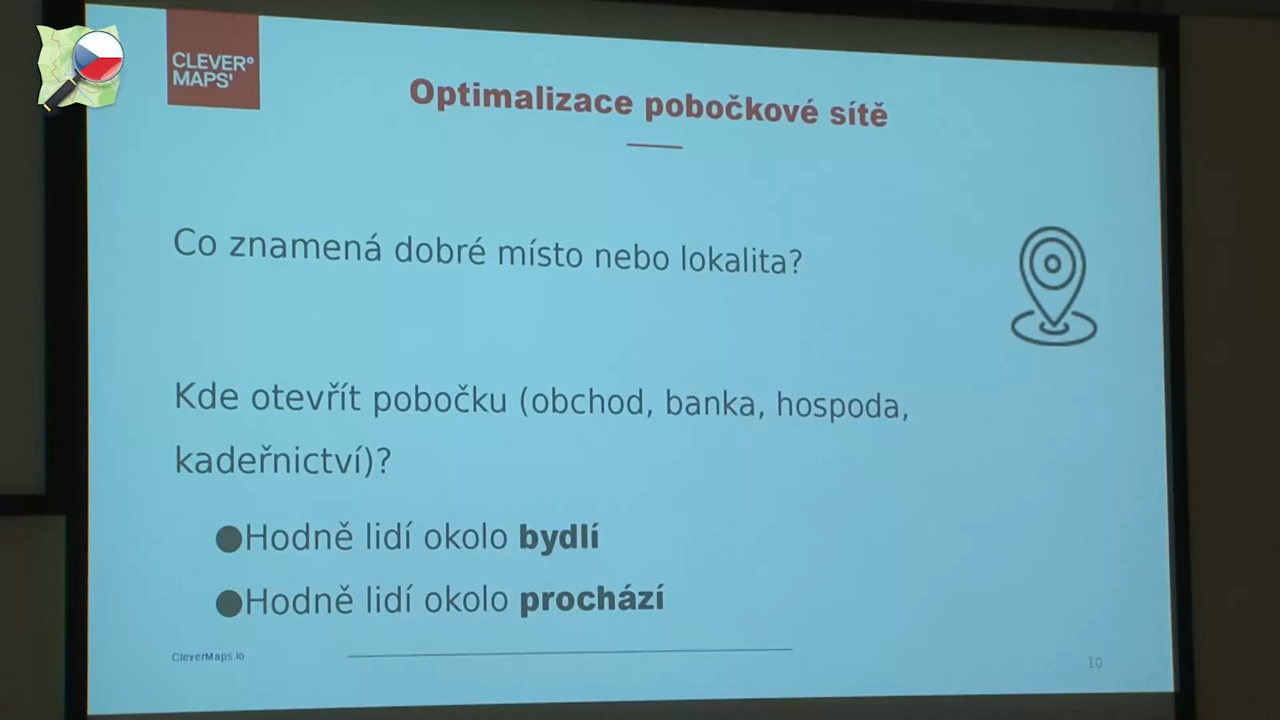 CLEVER°
MAPS'
Optimalizace pobočkové sítě
Co znamená dobré místo nebo lokalita?
Kde otevřít pobočku (obchod, banka, hospoda,
kadeřnictví)?
●Hodně lidí okolo bydlí
●Hodně lidí okolo prochází
CleverMaps.io
10